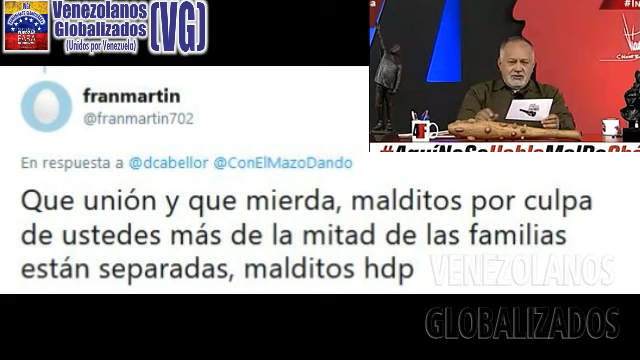 Venezolanos
Globalizados
(Unidos por Venezuela)
(VG)
franmartin
@franmartin702
En respuesta a @dcabellor @ConElMazoDando
Que unión y que mierda, malditos por culpa
de ustedes más de la mitad de las familias
están separadas, malditos hdp
#AquiNoSeHablaMalDeChá
VENEZOLANOS
GLOBALIZADOS